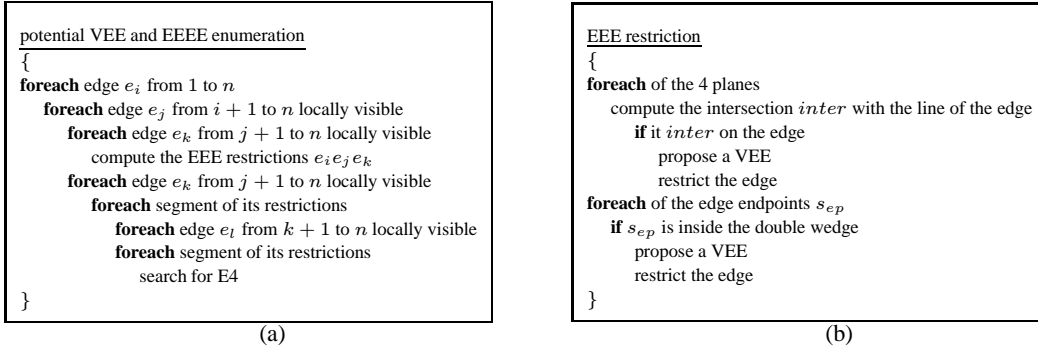 potential VEE and EEEE enumeration
{
foreach edge e_i from 1 to n
foreach edge e_j from i + 1 to n locally visible
foreach edge e_k from j + 1 to n locally visible
compute the EEE restrictions e_i e_j e_k
foreach edge e_k from j + 1 to n locally visible
foreach segment of its restrictions
foreach edge e_l from k + 1 to n locally visible
foreach segment of its restrictions
search for E4
}
(a)
EEE restriction
{
foreach of the 4 planes
compute the intersection inter with the line of the edge
if it inter on the edge
propose a VEE
restrict the edge
foreach of the edge endpoints s_ep
if s_ep is inside the double wedge
propose a VEE
restrict the edge
}
(b)